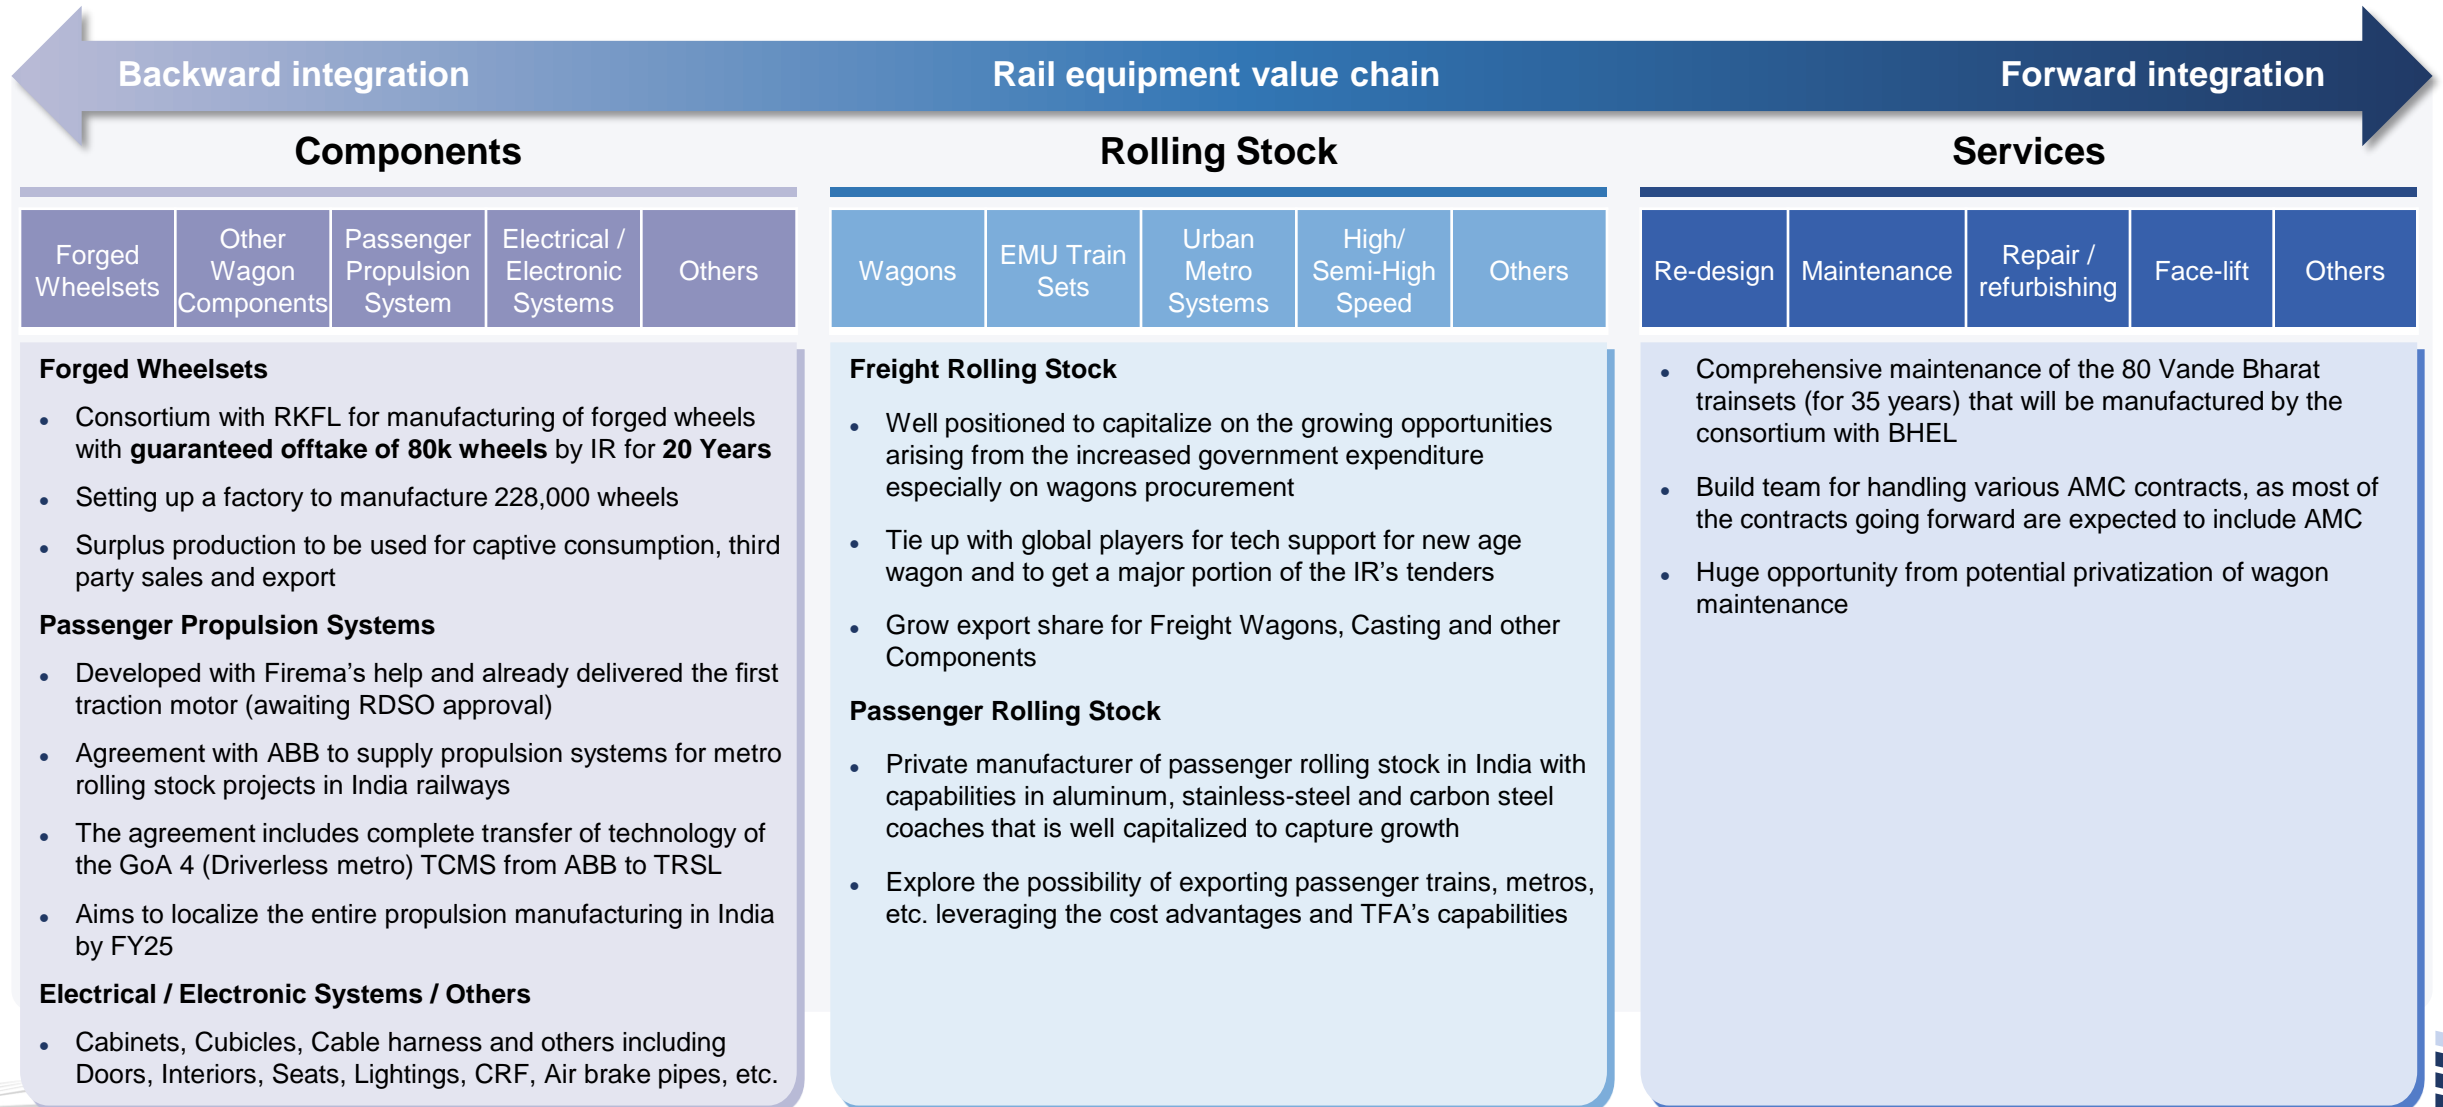 Backward integration
Rail equipment value chain
Forward integration
Components
Forged
Wheelsets
Other
Wagon
Components
Passenger
Propulsion
System
Electrical /
Electronic
Systems
Others
Forged Wheelsets
• Consortium with RKFL for manufacturing of forged wheels
with guaranteed offtake of 80k wheels by IR for 20 Years
• Setting up a factory to manufacture 228,000 wheels
• Surplus production to be used for captive consumption, third
party sales and export
Passenger Propulsion Systems
• Developed with Firema’s help and already delivered the first
traction motor (awaiting RDSO approval)
• Agreement with ABB to supply propulsion systems for metro
rolling stock projects in India railways
• The agreement includes complete transfer of technology of
the GoA 4 (Driverless metro) TCMS from ABB to TRSL
• Aims to localize the entire propulsion manufacturing in India
by FY25
Electrical / Electronic Systems / Others
• Cabinets, Cubicles, Cable harness and others including
Doors, Interiors, Seats, Lightings, CRF, Air brake pipes, etc.
Rolling Stock
Wagons
EMU Train
Sets
Urban
Metro
Systems
High/
Semi-High
Speed
Others
Freight Rolling Stock
• Well positioned to capitalize on the growing opportunities
arising from the increased government expenditure
especially on wagons procurement
• Tie up with global players for tech support for new age
wagon and to get a major portion of the IR’s tenders
• Grow export share for Freight Wagons, Casting and other
Components
Passenger Rolling Stock
• Private manufacturer of passenger rolling stock in India with
capabilities in aluminum, stainless-steel and carbon steel
coaches that is well capitalized to capture growth
• Explore the possibility of exporting passenger trains, metros,
etc. leveraging the cost advantages and TFA’s capabilities
Services
Re-design
Maintenance
Repair /
refurbishing
Face-lift
Others
• Comprehensive maintenance of the 80 Vande Bharat
trainsets (for 35 years) that will be manufactured by the
consortium with BHEL
• Build team for handling various AMC contracts, as most of
the contracts going forward are expected to include AMC
• Huge opportunity from potential privatization of wagon
maintenance